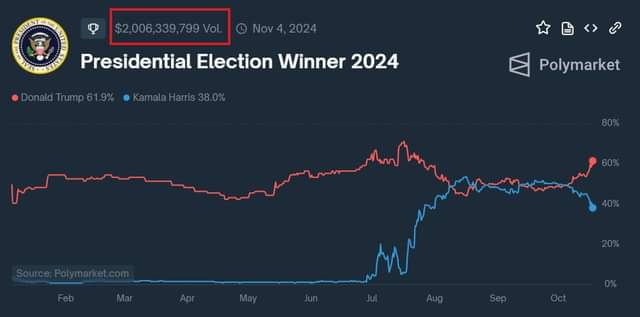 $2,006,339,799 Vol. Nov 4, 2024
Presidential Election Winner 2024
Polymarket
Donald Trump 61.9% Kamala Harris 38.0%
80%
60%
40%
20%
0%
Source: Polymarket.com
Feb Mar Apr May Jun Jul Aug Sep Oct